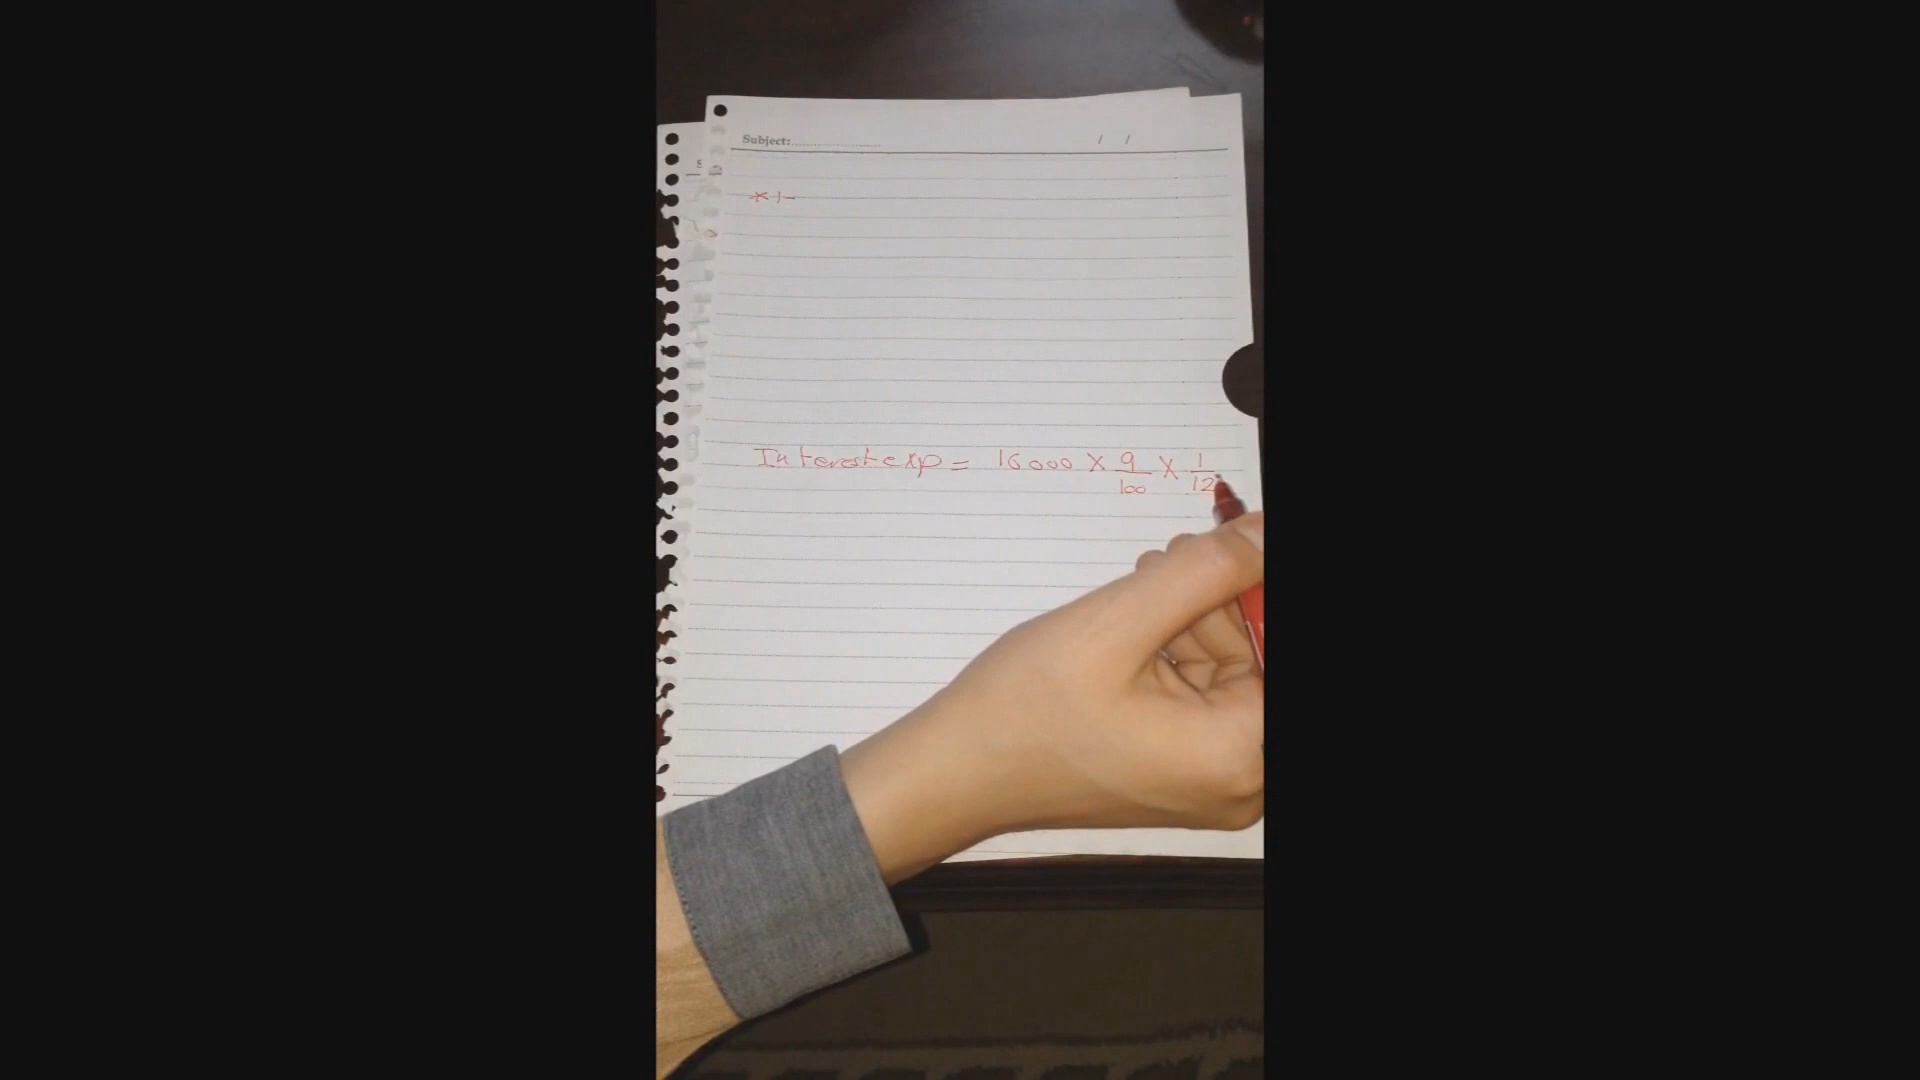 Subject:....................... / /
* 1-
Interest exp = 16000 X 9/100 X 1/12